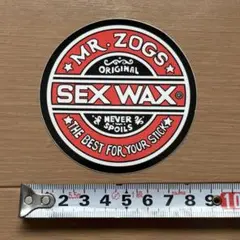 MR. ZOGS
ORIGINAL
SEX WAX®
NEVER
SPOILS
THE BEST FOR YOUR STICK
1 2 3 4 5 6 7 8 9